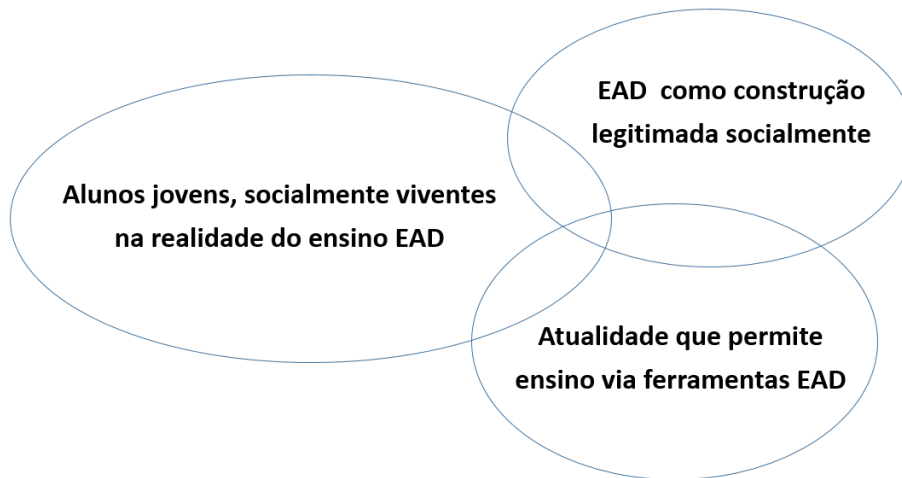 EAD como construção
legitimada socialmente
Alunos jovens, socialmente viventes
na realidade do ensino EAD
Atualidade que permite
ensino via ferramentas EAD